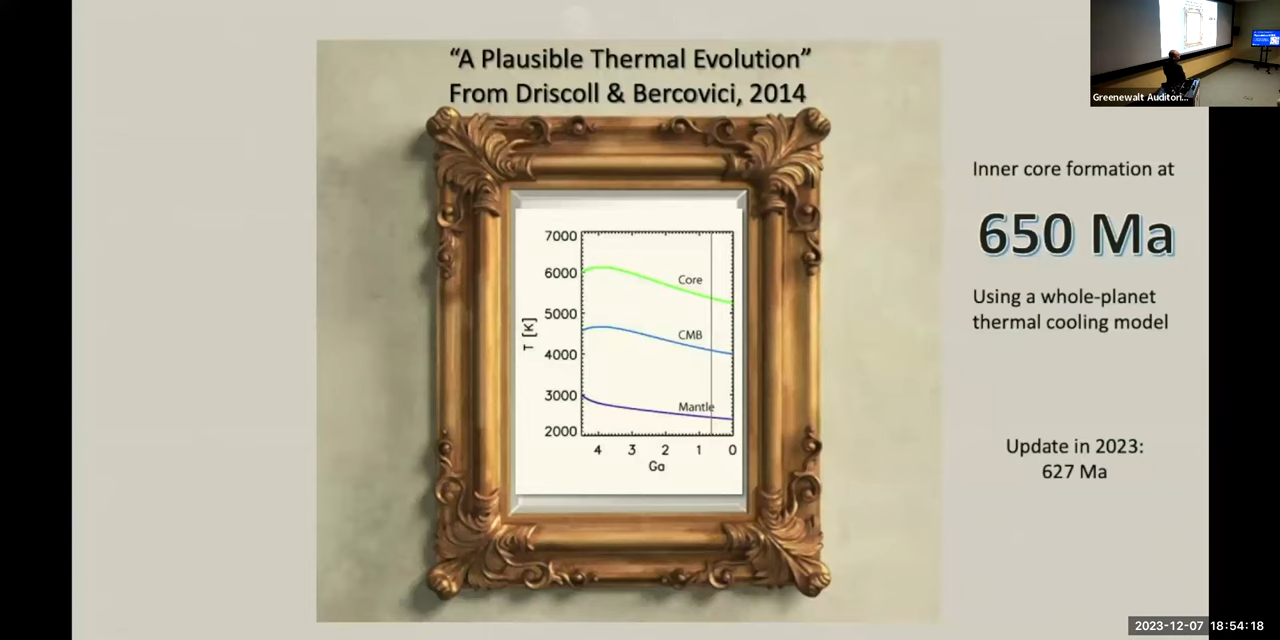 “A Plausible Thermal Evolution”
From Driscoll & Bercovici, 2014
Greenewalt Auditori...
Inner core formation at
650 Ma
Using a whole-planet
thermal cooling model
Update in 2023:
627 Ma
7000
6000
5000
4000
3000
2000
T [K]
Core
CMB
Mantle
4 3 2 1 0
Ga
2023-12-07 18:54:18